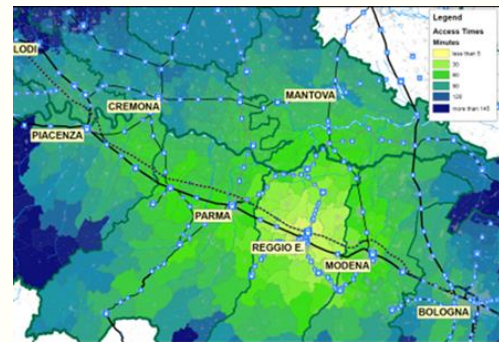 LODI
CREMONA
MANTOVA
PIACENZA
PARMA
REGGIO E.
MODENA
BOLOGNA
Legend
Access Times
Minutes
less than 5
30
60
90
120
more than 145